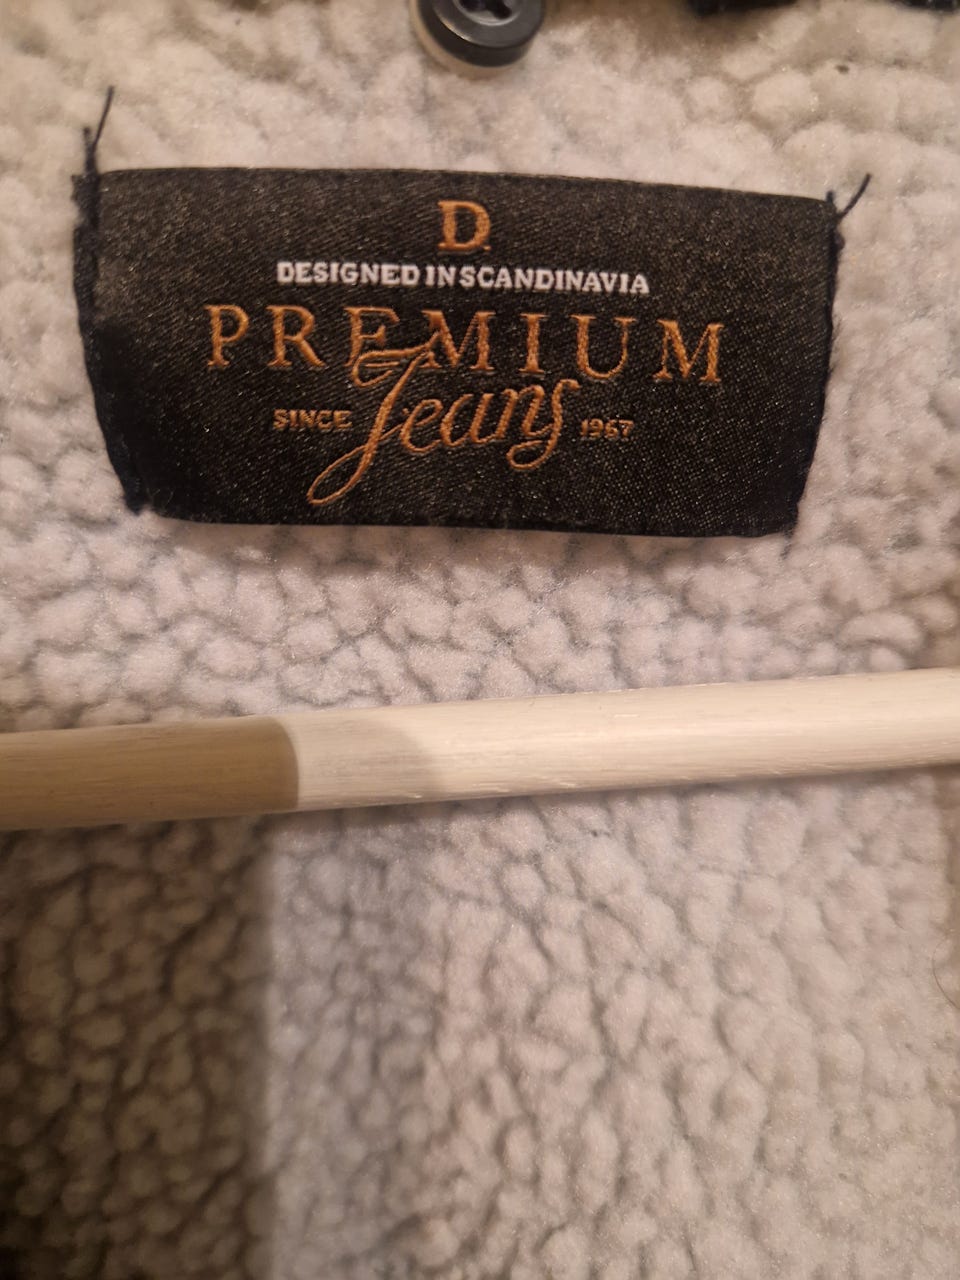 D.
DESIGNED IN SCANDINAVIA
PREMIUM
Jeans
SINCE 1967